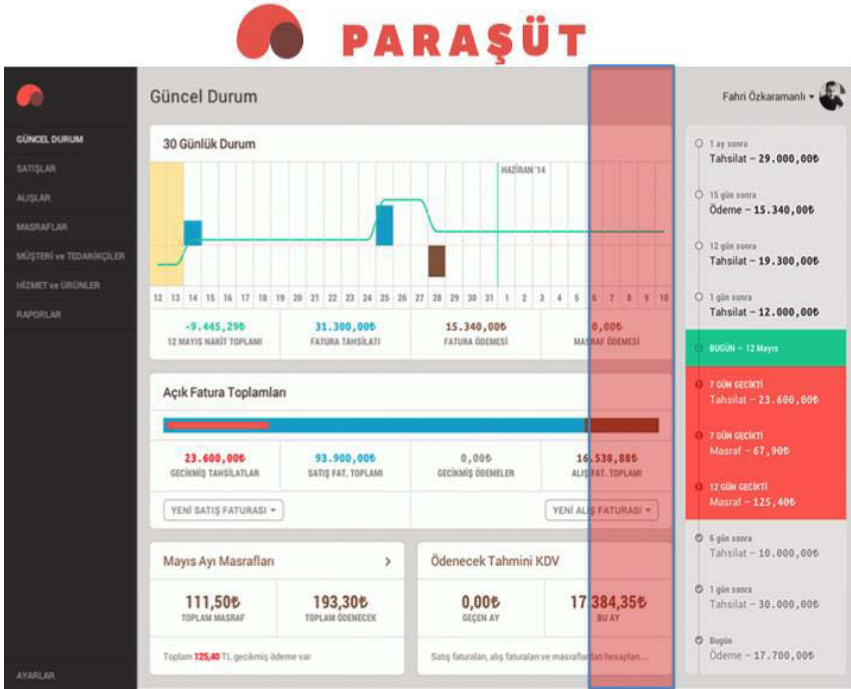 PARAŞÜT
GÜNCEL DURUM
SATIŞLAR
ALIŞLAR
MASRAFLAR
MÜŞTERİ ve TEDARİKÇİLER
HİZMET ve ÜRÜNLER
RAPORLAR
AYARLAR
Güncel Durum
Fahri Özkaramanlı
30 Günlük Durum
HAZİRAN '14
12 13 14 15 16 17 18 19 20 21 22 23 24 25 26 27 28 29 30 31 1 2 3 4 5 6 7 8 9 10
-9.445,29₺ 31.300,00₺ 15.340,00₺ 0,00₺
12 MAYIS NAKİT TOPLAMI FATURA TAHSİLATI FATURA ÖDEMESİ MASRAF ÖDEMESİ
Açık Fatura Toplamları
23.600,00₺ 93.900,00₺ 0,00₺ 16.538,88₺
GECİKMİŞ TAHSİLATLAR SATIŞ FAT. TOPLAMI GECİKMİŞ ÖDEMELER ALIŞ FAT. TOPLAMI
YENİ SATIŞ FATURASI YENİ ALIŞ FATURASI
Mayıs Ayı Masrafları
111,50₺ 193,30₺
TOPLAM MASRAF TOPLAM ÖDENECEK
Toplam 125,40 TL gecikmiş ödeme var
Ödenecek Tahmini KDV
0,00₺ 17.384,35₺
GEÇEN AY BU AY
Satış faturaları, alış faturaları ve masraflardan hesaplan...
1 ay sonra
Tahsilat – 29.000,00₺
15 gün sonra
Ödeme – 15.340,00₺
12 gün sonra
Tahsilat – 19.300,00₺
1 gün sonra
Tahsilat – 12.000,00₺
BUGÜN – 12 Mayıs
7 GÜN GECİKTİ
Tahsilat – 23.600,00₺
7 GÜN GECİKTİ
Masraf – 67,90₺
12 GÜN GECİKTİ
Masraf – 125,40₺
6 gün sonra
Tahsilat – 10.000,00₺
1 gün sonra
Tahsilat – 30.000,00₺
Bugün
Ödeme – 17.700,00₺